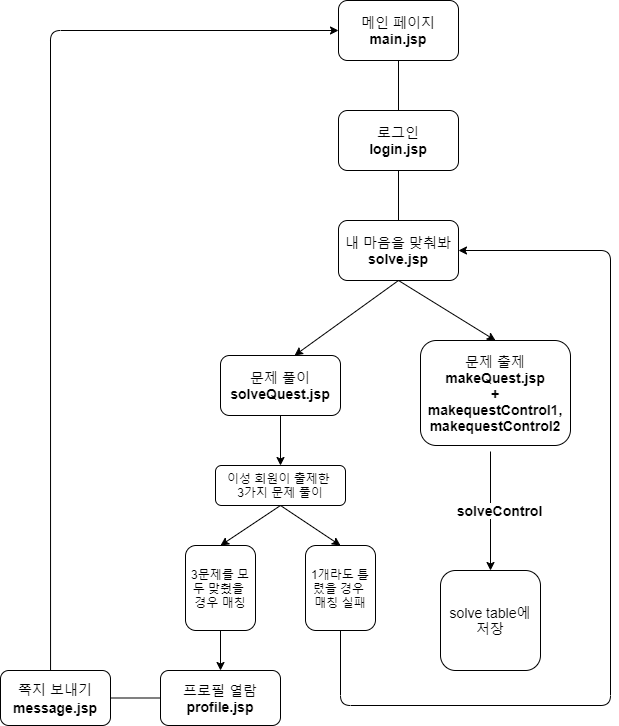 메인 페이지
main.jsp
로그인
login.jsp
내 마음을 맞춰봐
solve.jsp
문제 풀이
solveQuest.jsp
문제 출제
makeQuest.jsp
+
makequestControl1,
makequestControl2
이성 회원이 출제한
3가지 문제 풀이
solveControl
3문제를 모
두 맞췄을
경우 매칭
1개라도 틀
렸을 경우
매칭 실패
solve table에
저장
쪽지 보내기
message.jsp
프로필 열람
profile.jsp